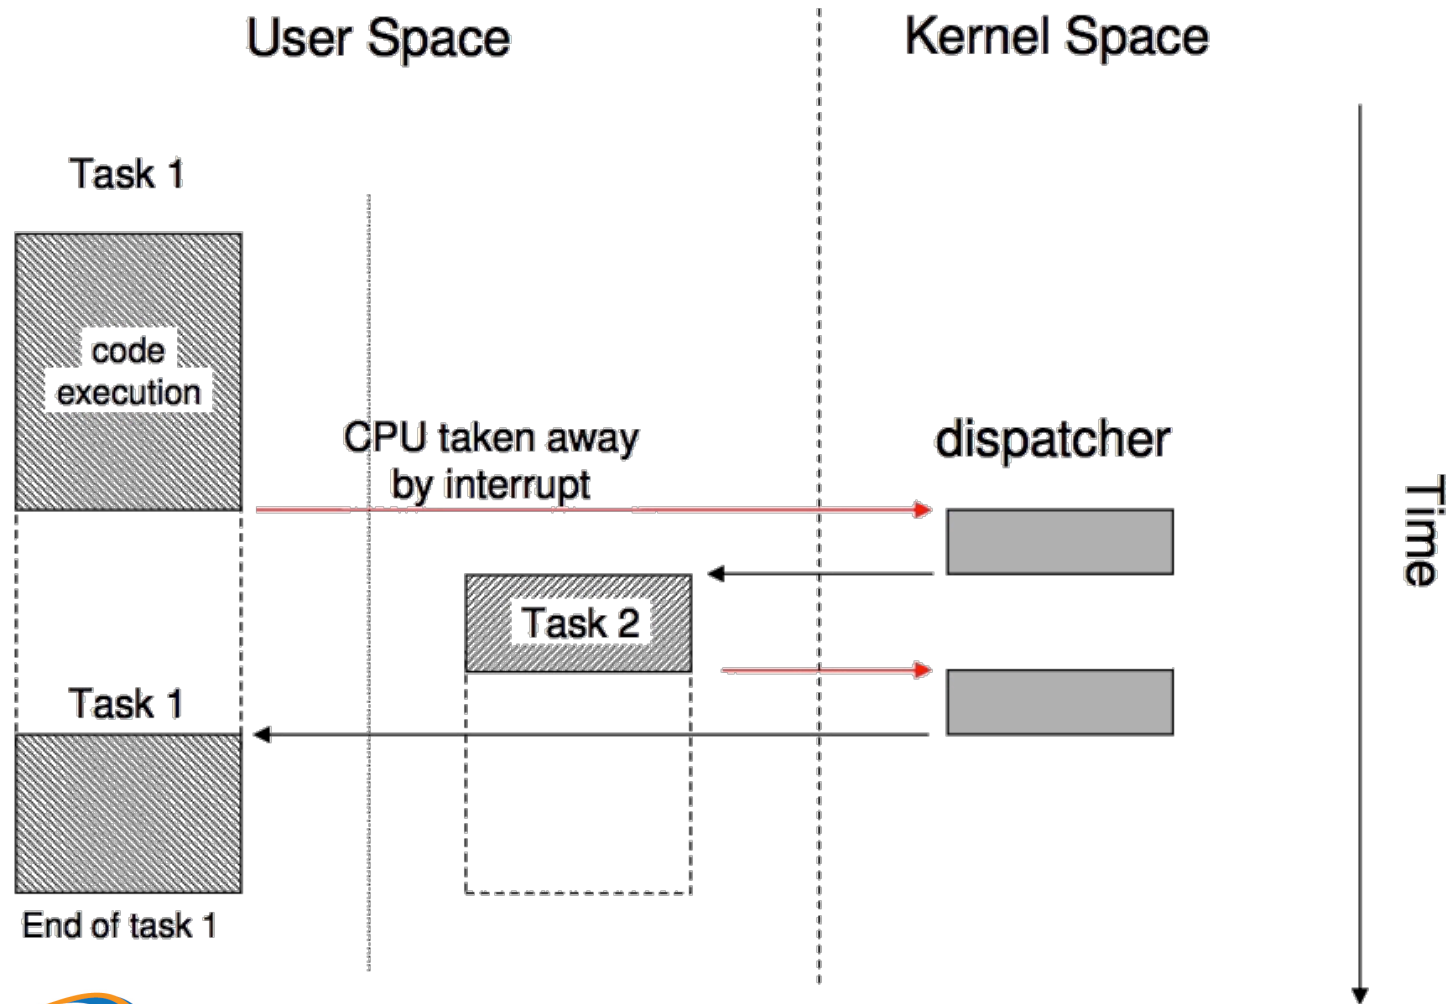 User Space
Kernel Space
Task 1
code
execution
CPU taken away
by interrupt
dispatcher
Time
Task 2
Task 1
End of task 1